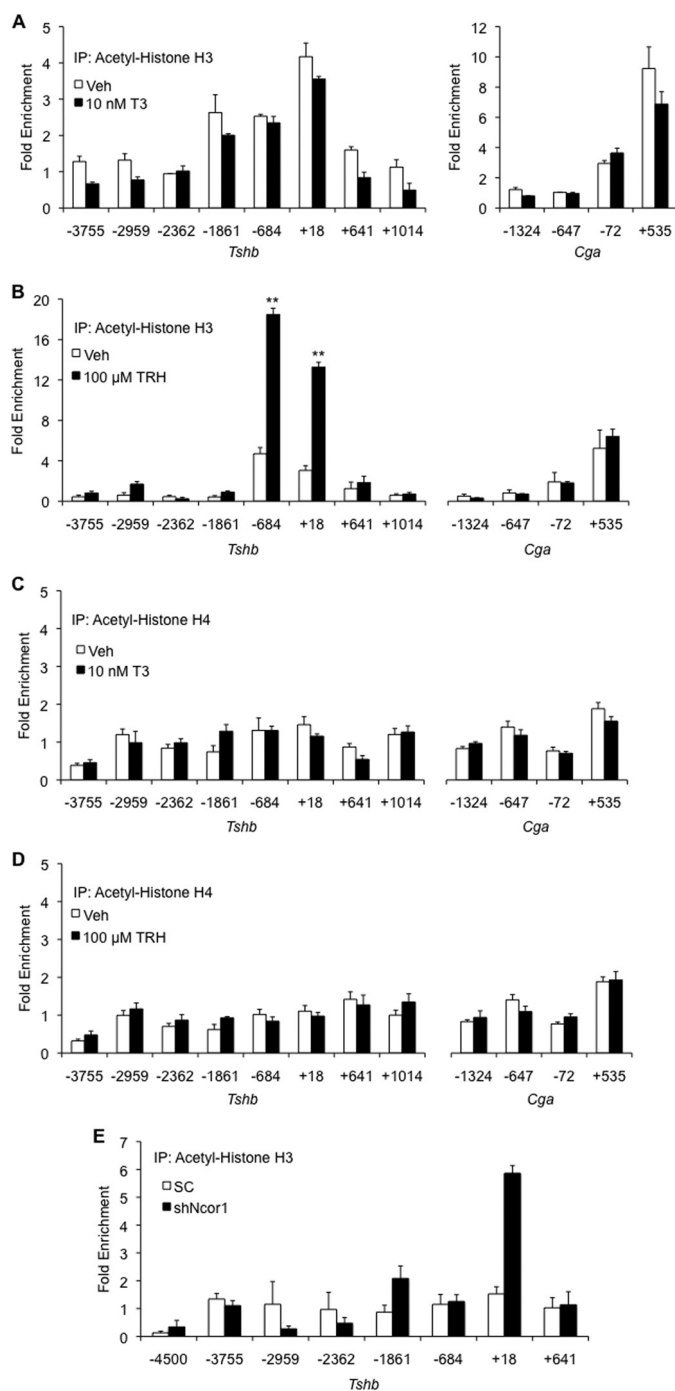 A
IP: Acetyl-Histone H3
Veh
10 nM T3
Fold Enrichment
5
4
3
2
1
0
-3755 -2959 -2362 -1861 -684 +18 +641 +1014
Tshb
Fold Enrichment
12
10
8
6
4
2
0
-1324 -647 -72 +535
Cga
B
IP: Acetyl-Histone H3
Veh
100 µM TRH
Fold Enrichment
20
16
12
8
4
0
**
**
-3755 -2959 -2362 -1861 -684 +18 +641 +1014
Tshb
-1324 -647 -72 +535
Cga
C
IP: Acetyl-Histone H4
Veh
10 nM T3
Fold Enrichment
5
4
3
2
1
0
-3755 -2959 -2362 -1861 -684 +18 +641 +1014
Tshb
-1324 -647 -72 +535
Cga
D
IP: Acetyl-Histone H4
Veh
100 µM TRH
Fold Enrichment
5
4
3
2
1
0
-3755 -2959 -2362 -1861 -684 +18 +641 +1014
Tshb
-1324 -647 -72 +535
Cga
E
IP: Acetyl-Histone H3
SC
shNcor1
Fold Enrichment
7
6
5
4
3
2
1
0
-4500 -3755 -2959 -2362 -1861 -684 +18 +641
Tshb